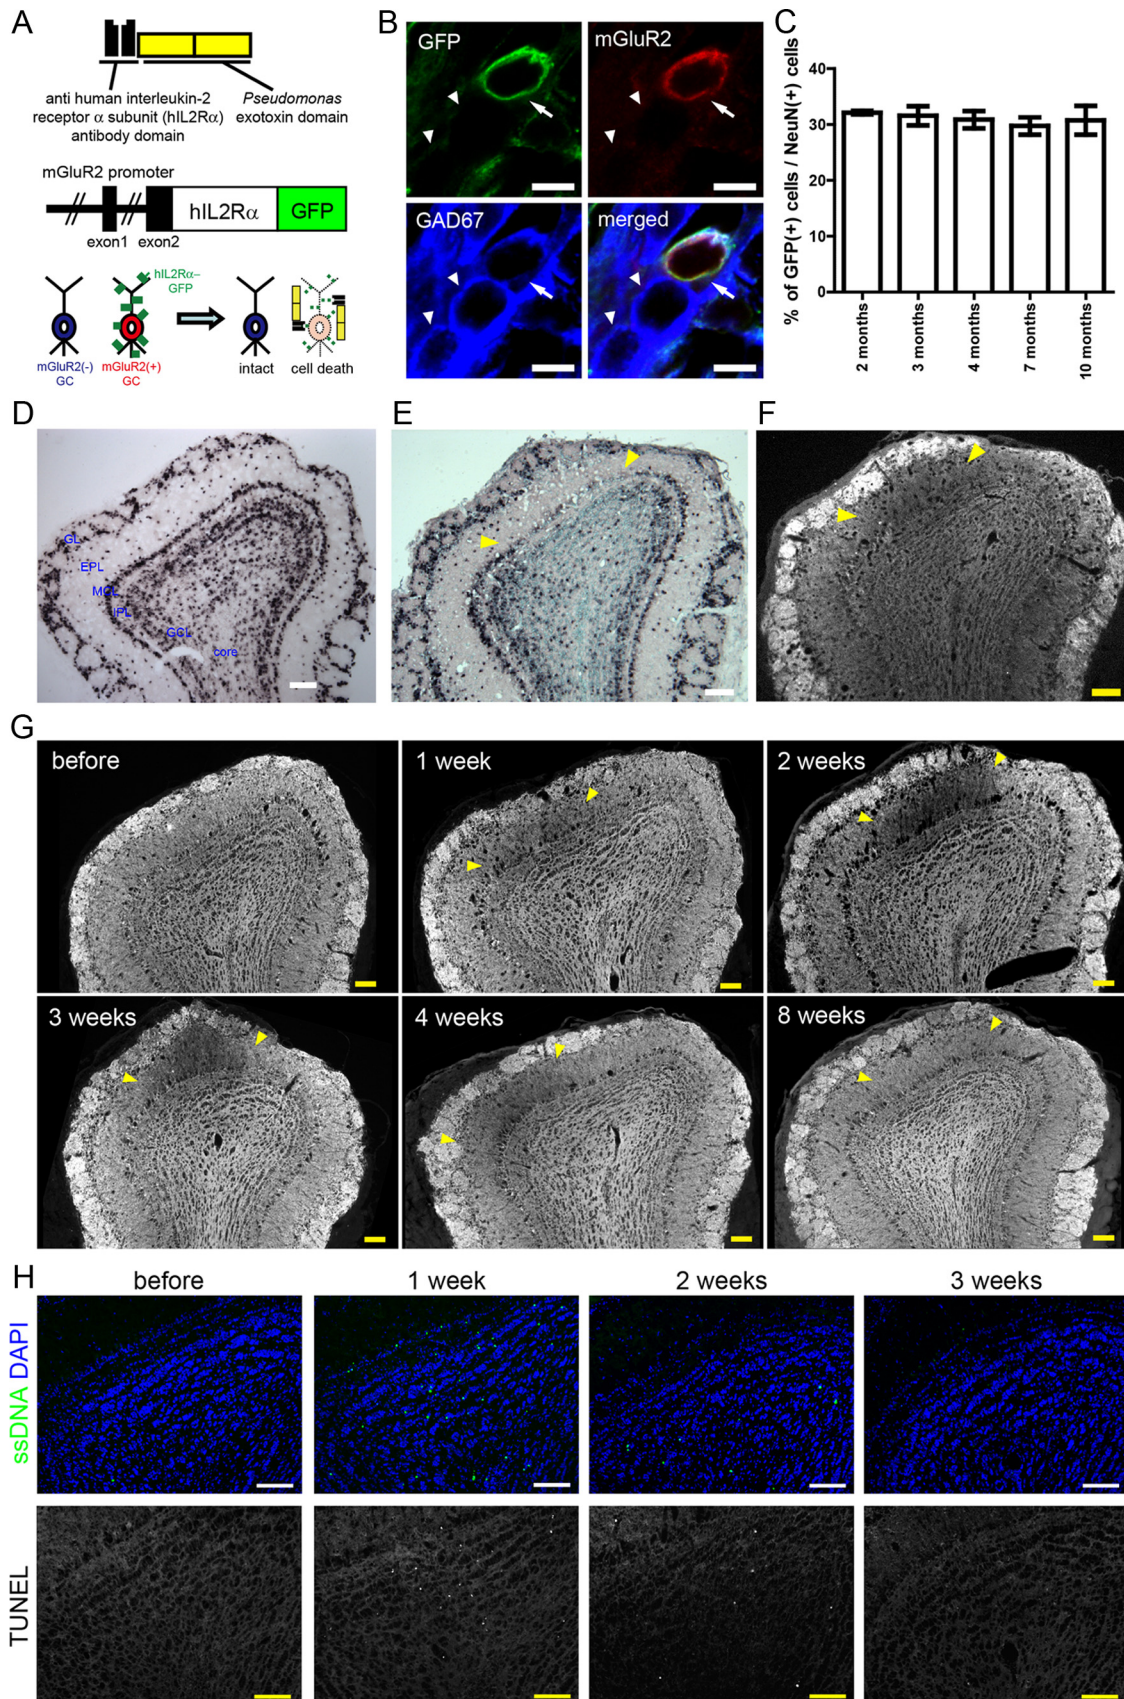 A
anti human interleukin-2
receptor α subunit (hIL2Rα)
antibody domain
Pseudomonas
exotoxin domain
mGluR2 promoter
hIL2Rα
GFP
exon1
exon2
hIL2Rα–
GFP
mGluR2(-)
GC
mGluR2(+)
GC
intact
cell death
B
GFP
mGluR2
GAD67
merged
C
% of GFP(+) cells / NeuN(+) cells
40
30
20
10
0
2 months
3 months
4 months
7 months
10 months
D
GL
EPL
MCL
IPL
GCL
core
E
F
G
before
1 week
2 weeks
3 weeks
4 weeks
8 weeks
H
before
1 week
2 weeks
3 weeks
ssDNA DAPI
TUNEL